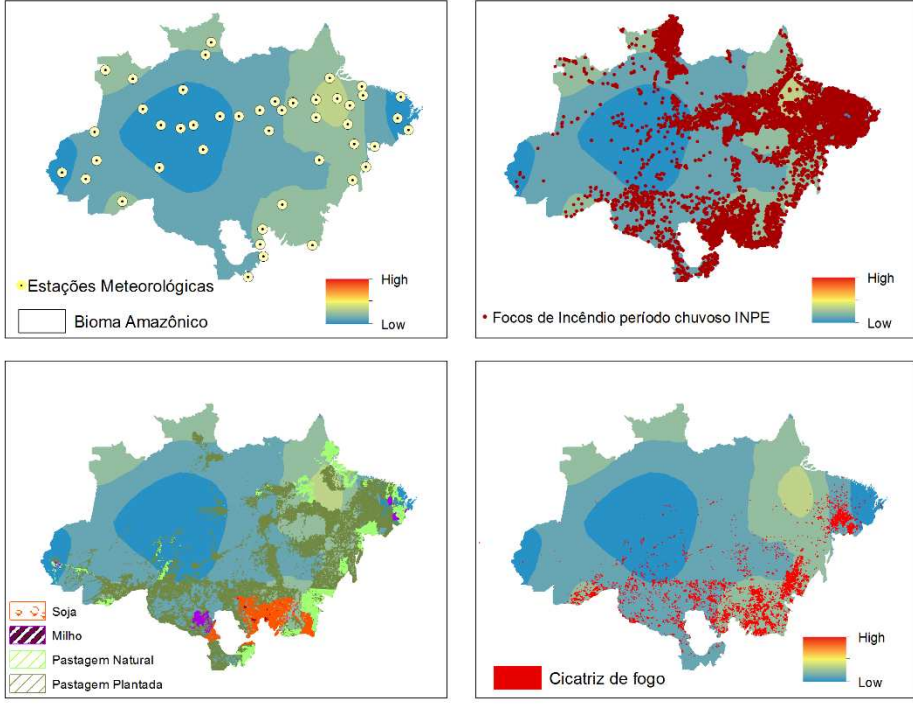 Estações Meteorológicas
Bioma Amazônico
High
Low
Focos de Incêndio período chuvoso INPE
High
Low
Soja
Milho
Pastagem Natural
Pastagem Plantada
Cicatriz de fogo
High
Low